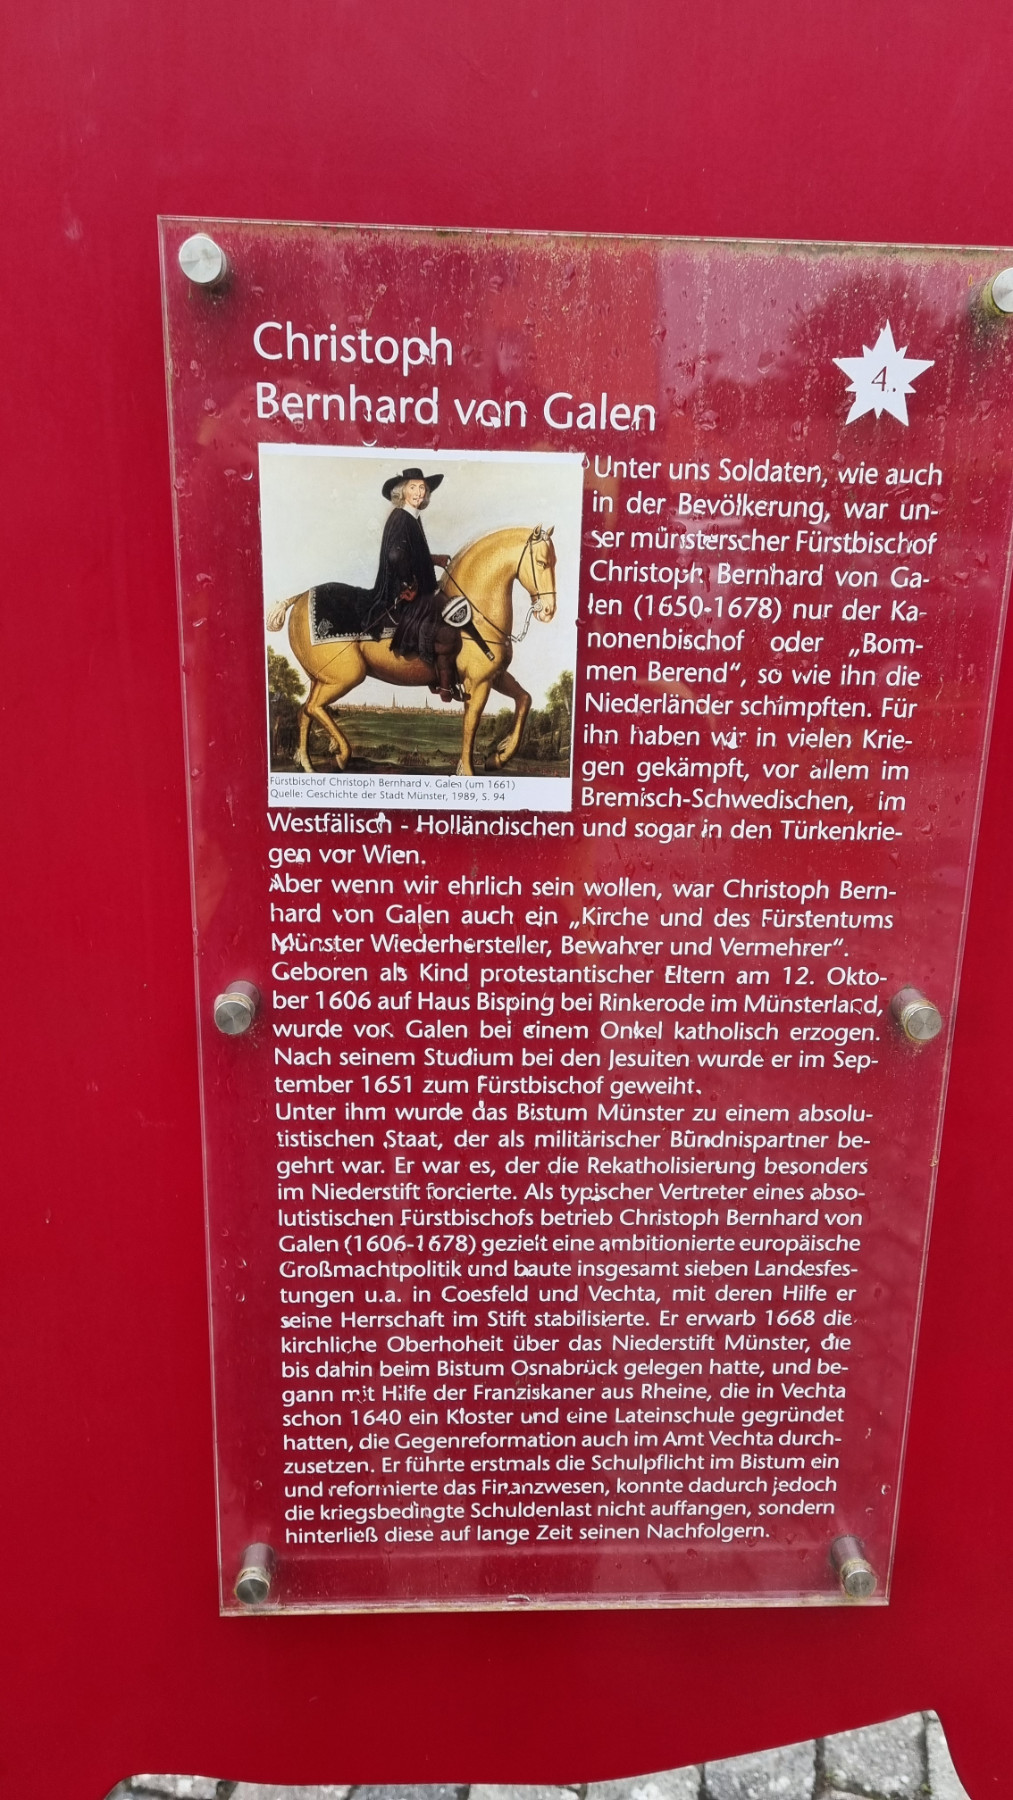 Christoph
Bernhard von Galen
4.
Unter uns Soldaten, wie auch
in der Bevölkerung, war un-
ser münsterscher Fürstbischof
Christoph Bernhard von Ga-
len (1650-1678) nur der Ka-
nonenbischof oder „Bom-
men Berend“, so wie ihn die
Niederländer schimpften. Für
ihn haben wir in vielen Krie-
gen gekämpft, vor allem im
Bremisch-Schwedischen, im
Westfälisch - Holländischen und sogar in den Türkenkrie-
gen vor Wien.
Fürstbischof Christoph Bernhard v. Galen (um 1661)
Quelle: Geschichte der Stadt Münster, 1989, S. 94
Aber wenn wir ehrlich sein wollen, war Christoph Bern-
hard von Galen auch ein „Kirche und des Fürstentums
Münster Wiederhersteller, Bewahrer und Vermehrer“.
Geboren als Kind protestantischer Eltern am 12. Okto-
ber 1606 auf Haus Bisping bei Rinkerode im Münsterland,
wurde von Galen bei einem Onkel katholisch erzogen.
Nach seinem Studium bei den Jesuiten wurde er im Sep-
tember 1651 zum Fürstbischof geweiht.
Unter ihm wurde das Bistum Münster zu einem absolu-
tistischen Staat, der als militärischer Bündnispartner be-
gehrt war. Er war es, der die Rekatholisierung besonders
im Niederstift forcierte. Als typischer Vertreter eines abso-
lutistischen Fürstbischofs betrieb Christoph Bernhard von
Galen (1606-1678) gezielt eine ambitionierte europäische
Großmachtpolitik und baute insgesamt sieben Landesfes-
tungen u.a. in Coesfeld und Vechta, mit deren Hilfe er
seine Herrschaft im Stift stabilisierte. Er erwarb 1668 die
kirchliche Oberhoheit über das Niederstift Münster, die
bis dahin beim Bistum Osnabrück gelegen hatte, und be-
gann mit Hilfe der Franziskaner aus Rheine, die in Vechta
schon 1640 ein Kloster und eine Lateinschule gegründet
hatten, die Gegenreformation auch im Amt Vechta durch-
zusetzen. Er führte erstmals die Schulpflicht im Bistum ein
und reformierte das Finanzwesen, konnte dadurch jedoch
die kriegsbedingte Schuldenlast nicht auffangen, sondern
hinterließ diese auf lange Zeit seinen Nachfolgern.